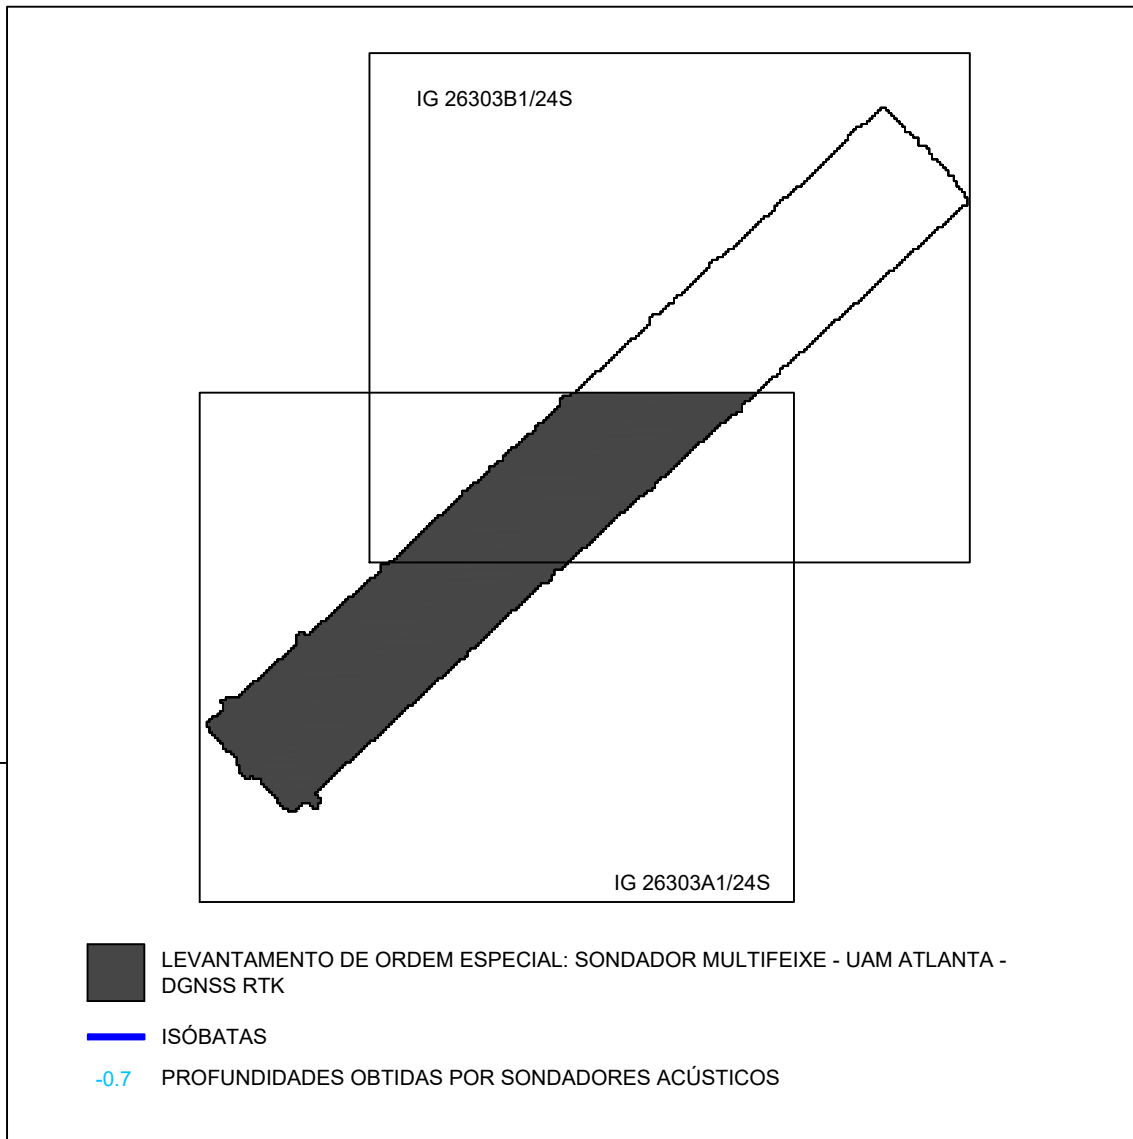 IG 26303B1/24S
IG 26303A1/24S
LEVANTAMENTO DE ORDEM ESPECIAL: SONDADOR MULTIFEIXE - UAM ATLANTA -
DGNSS RTK
ISÓBATAS
-0.7 PROFUNDIDADES OBTIDAS POR SONDADORES ACÚSTICOS